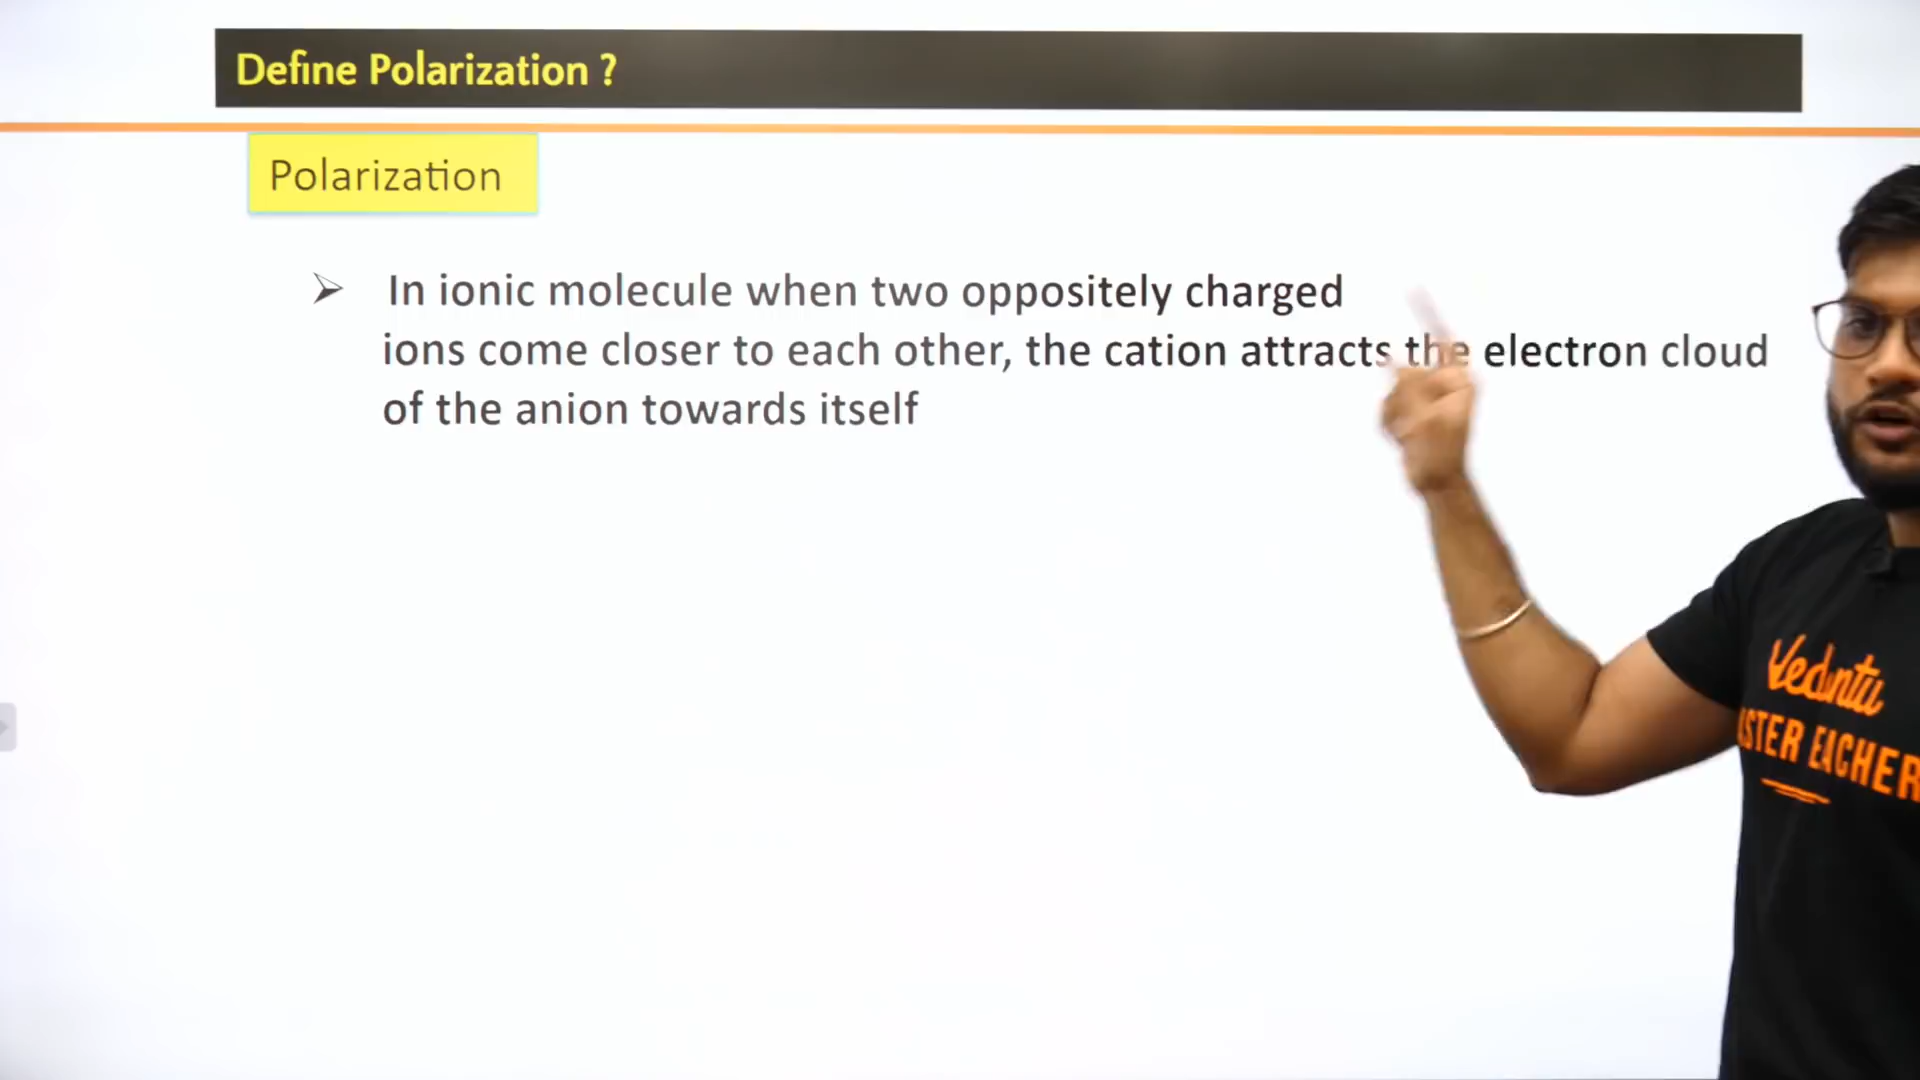 Define Polarization ?
Polarization
➢ In ionic molecule when two oppositely charged
ions come closer to each other, the cation attracts the electron cloud
of the anion towards itself
Vedantu